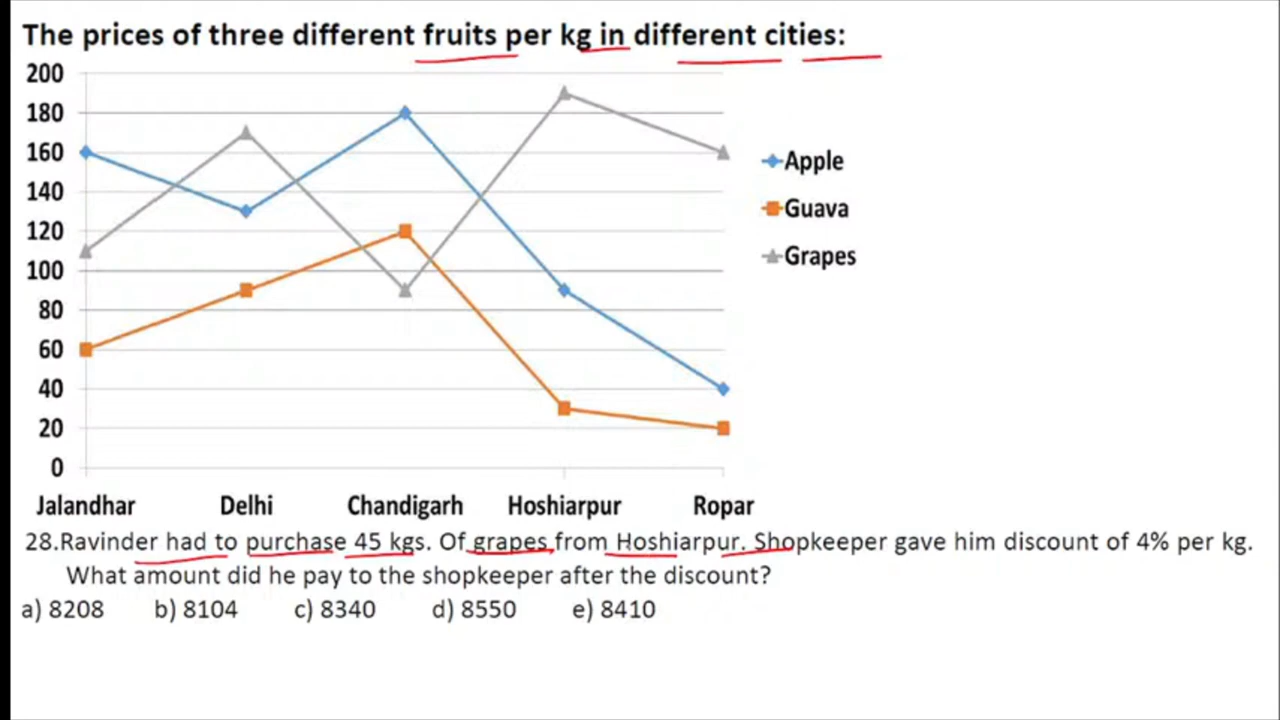 The prices of three different fruits per kg in different cities:
200
180
160
140
120
100
80
60
40
20
0
Apple
Guava
Grapes
Jalandhar Delhi Chandigarh Hoshiarpur Ropar
28.Ravinder had to purchase 45 kgs. Of grapes from Hoshiarpur. Shopkeeper gave him discount of 4% per kg.
What amount did he pay to the shopkeeper after the discount?
a) 8208 b) 8104 c) 8340 d) 8550 e) 8410